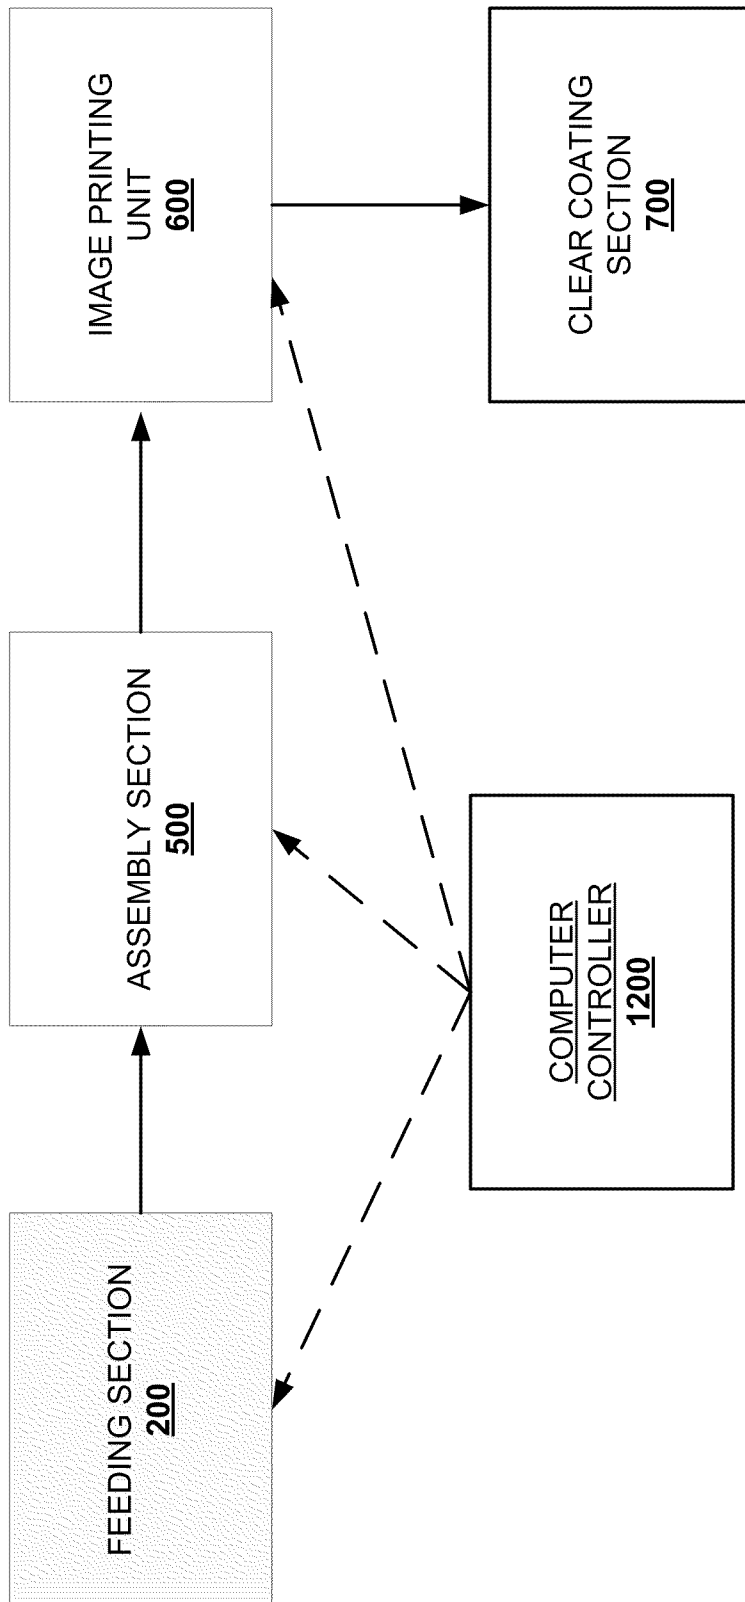 FEEDING SECTION
200
ASSEMBLY SECTION
500
IMAGE PRINTING
UNIT
600
COMPUTER
CONTROLLER
1200
CLEAR COATING
SECTION
700